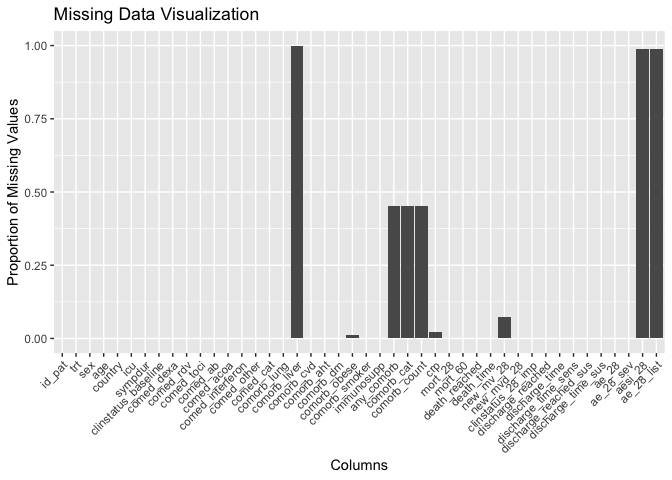 Missing Data Visualization
1.00
0.75
0.50
0.25
0.00
Proportion of Missing Values
id_pat
trt
sex
age
country
icu
sympdur
clinstatus_baseline
comed_dexa
comed_rdv
comed_toci
comed_ab
comed_acoa
comed_interferon
comed_other
comed_cat
comorb_lung
comorb_liver
comorb_cvd
comorb_aht
comorb_dm
comorb_obese
comorb_smoker
immunosupp
any_comorb
comorb_cat
comorb_count
crp
mort_28
mort_60
death_reached
death_time
new_mv_28
new_mvd_28
clinstatus_28_imp
discharge_reached
discharge_time
discharge_time_sens
discharge_reached_sus
discharge_time_sus
ae_28
ae_28_sev
aesi_28
ae_28_list
Columns